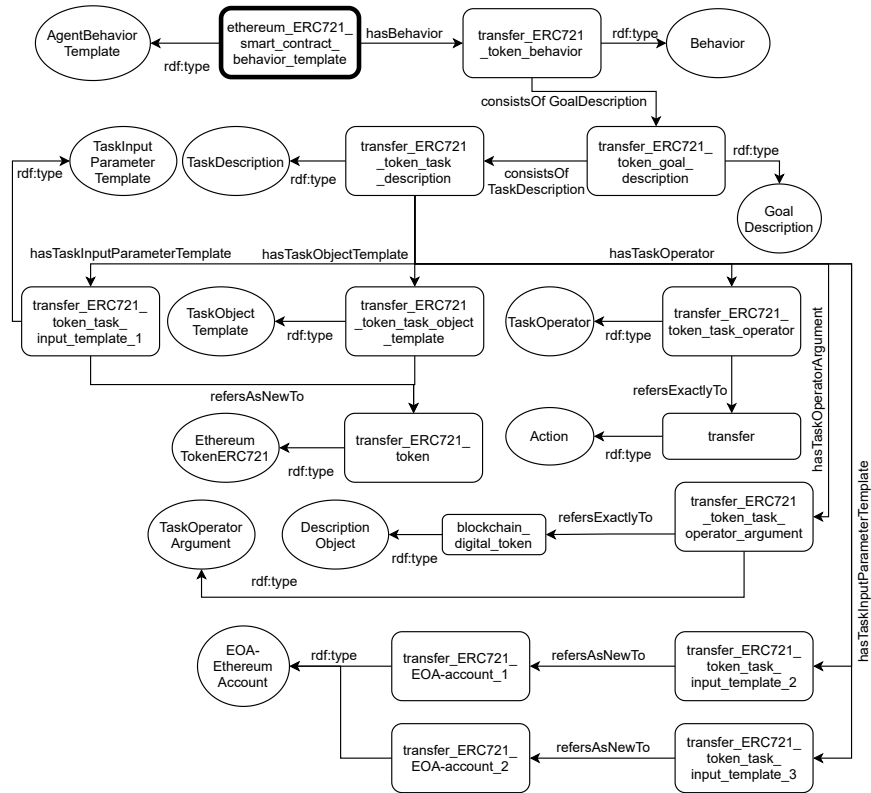 AgentBehavior
Template
rdf:type
ethereum_ERC721_
smart_contract_
behavior_template
hasBehavior
transfer_ERC721
_token_behavior
rdf:type
Behavior
consistsOf GoalDescription
TaskInput
Parameter
Template
rdf:type
TaskDescription
rdf:type
transfer_ERC721
_token_task
_description
consistsOf
TaskDescription
transfer_ERC721_
token_goal_
description
rdf:type
Goal
Description
hasTaskInputParameterTemplate
hasTaskObjectTemplate
hasTaskOperator
transfer_ERC721_
token_task_
input_template_1
TaskObject
Template
rdf:type
transfer_ERC721
_token_task_object
_template
TaskOperator
rdf:type
transfer_ERC721_
token_task_operator
hasTaskOperatorArgument
refersAsNewTo
refersExactlyTo
Ethereum
TokenERC721
rdf:type
transfer_ERC721_
token
Action
rdf:type
transfer
hasTaskInputParameterTemplate
TaskOperator
Argument
Description
Object
rdf:type
blockchain_
digital_token
refersExactlyTo
transfer_ERC721
_token_task_
operator_argument
rdf:type
EOA-
Ethereum
Account
rdf:type
transfer_ERC721_
EOA-account_1
refersAsNewTo
transfer_ERC721_
token_task_
input_template_2
transfer_ERC721_
EOA-account_2
refersAsNewTo
transfer_ERC721_
token_task_
input_template_3